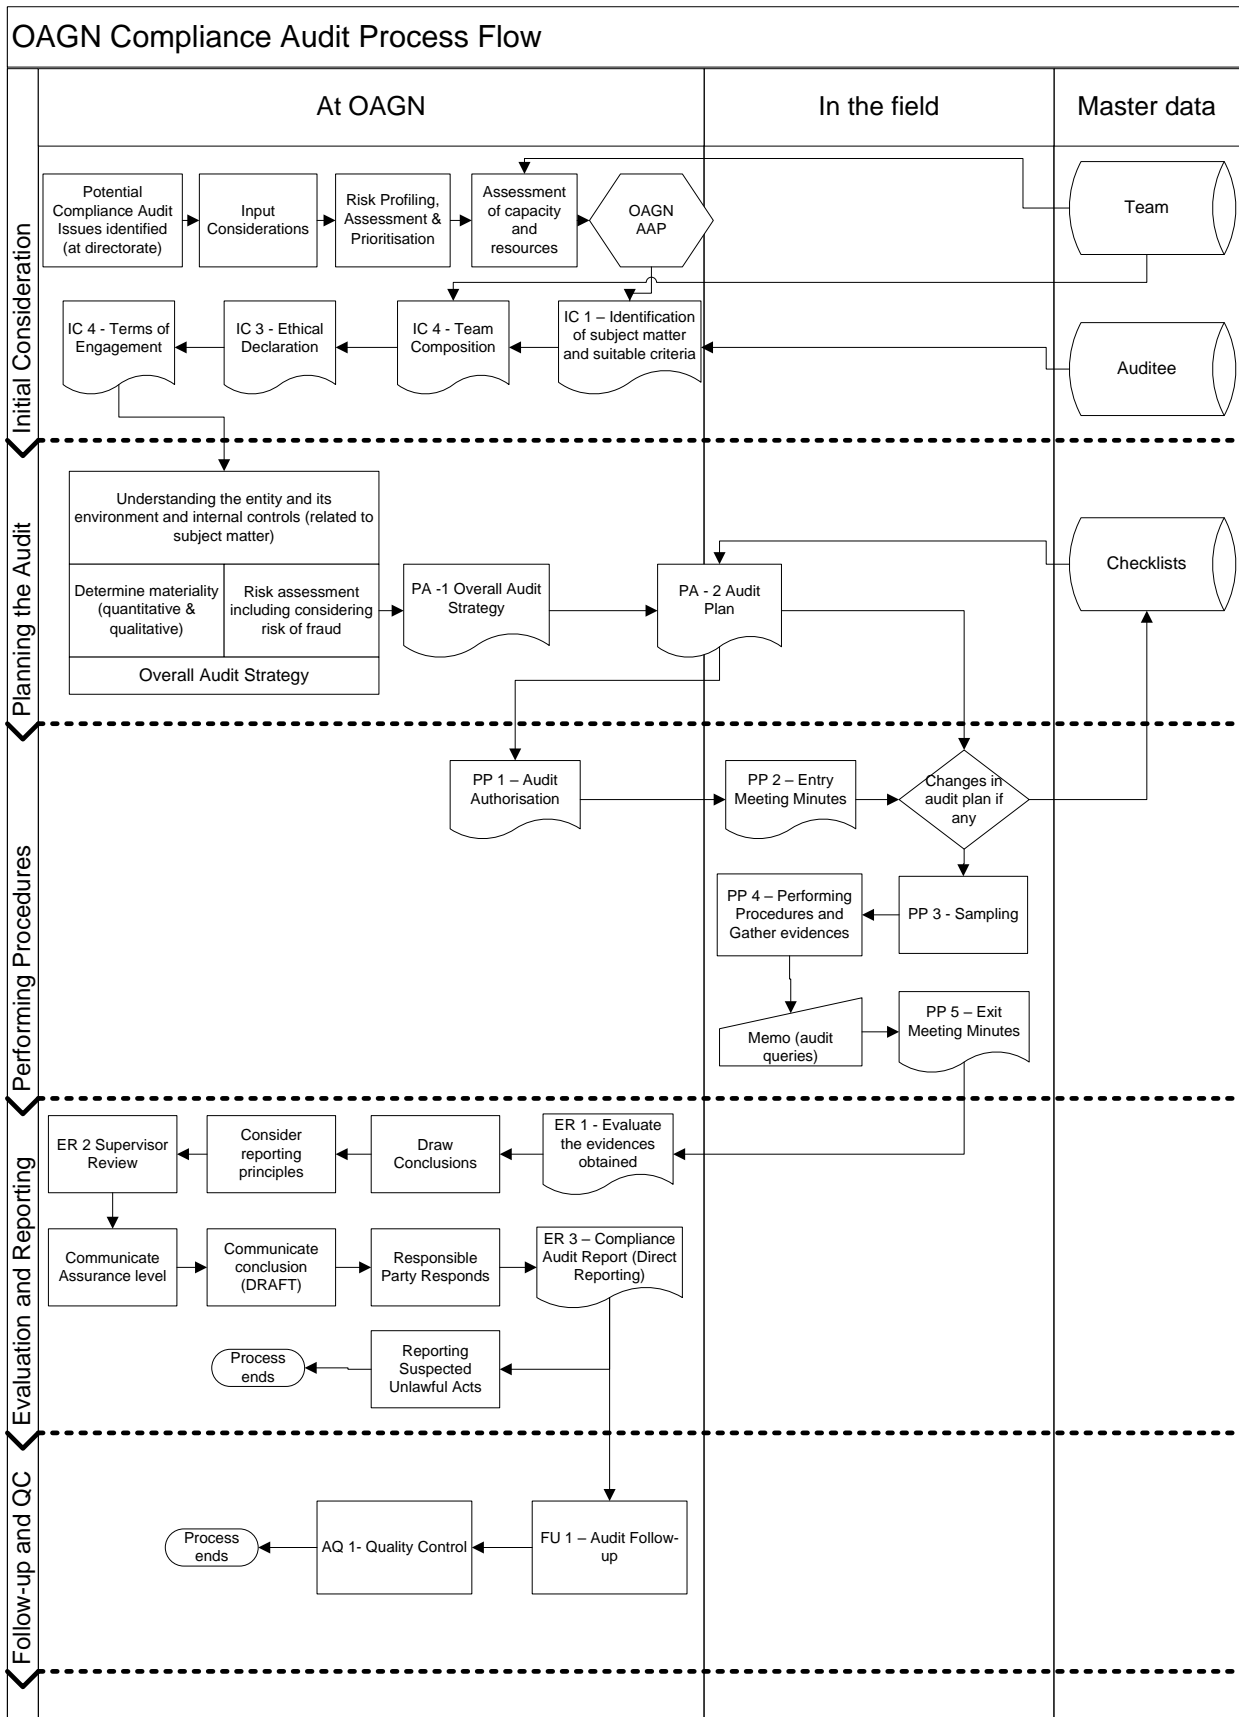 OAGN Compliance Audit Process Flow
At OAGN
In the field
Master data
Initial Consideration
Potential
Compliance Audit
Issues identified
(at directorate)
Input
Considerations
Risk Profiling,
Assessment &
Prioritisation
Assessment
of capacity
and
resources
OAGN
AAP
Team
IC 4 - Terms of
Engagement
IC 3 - Ethical
Declaration
IC 4 - Team
Composition
IC 1 – Identification
of subject matter
and suitable criteria
Auditee
Planning the Audit
Understanding the entity and its
environment and internal controls (related to
subject matter)
Determine materiality
(quantitative &
qualitative)
Risk assessment
including considering
risk of fraud
Overall Audit Strategy
PA -1 Overall Audit
Strategy
PA - 2 Audit
Plan
Checklists
Performing Procedures
PP 1 – Audit
Authorisation
PP 2 – Entry
Meeting Minutes
Changes in
audit plan if
any
PP 4 – Performing
Procedures and
Gather evidences
PP 3 - Sampling
Memo (audit
queries)
PP 5 – Exit
Meeting Minutes
Evaluation and Reporting
ER 2 Supervisor
Review
Consider
reporting
principles
Draw
Conclusions
ER 1 - Evaluate
the evidences
obtained
Communicate
Assurance level
Communicate
conclusion
(DRAFT)
Responsible
Party Responds
ER 3 – Compliance
Audit Report (Direct
Reporting)
Process
ends
Reporting
Suspected
Unlawful Acts
Follow-up and QC
Process
ends
AQ 1- Quality Control
FU 1 – Audit Follow-
up